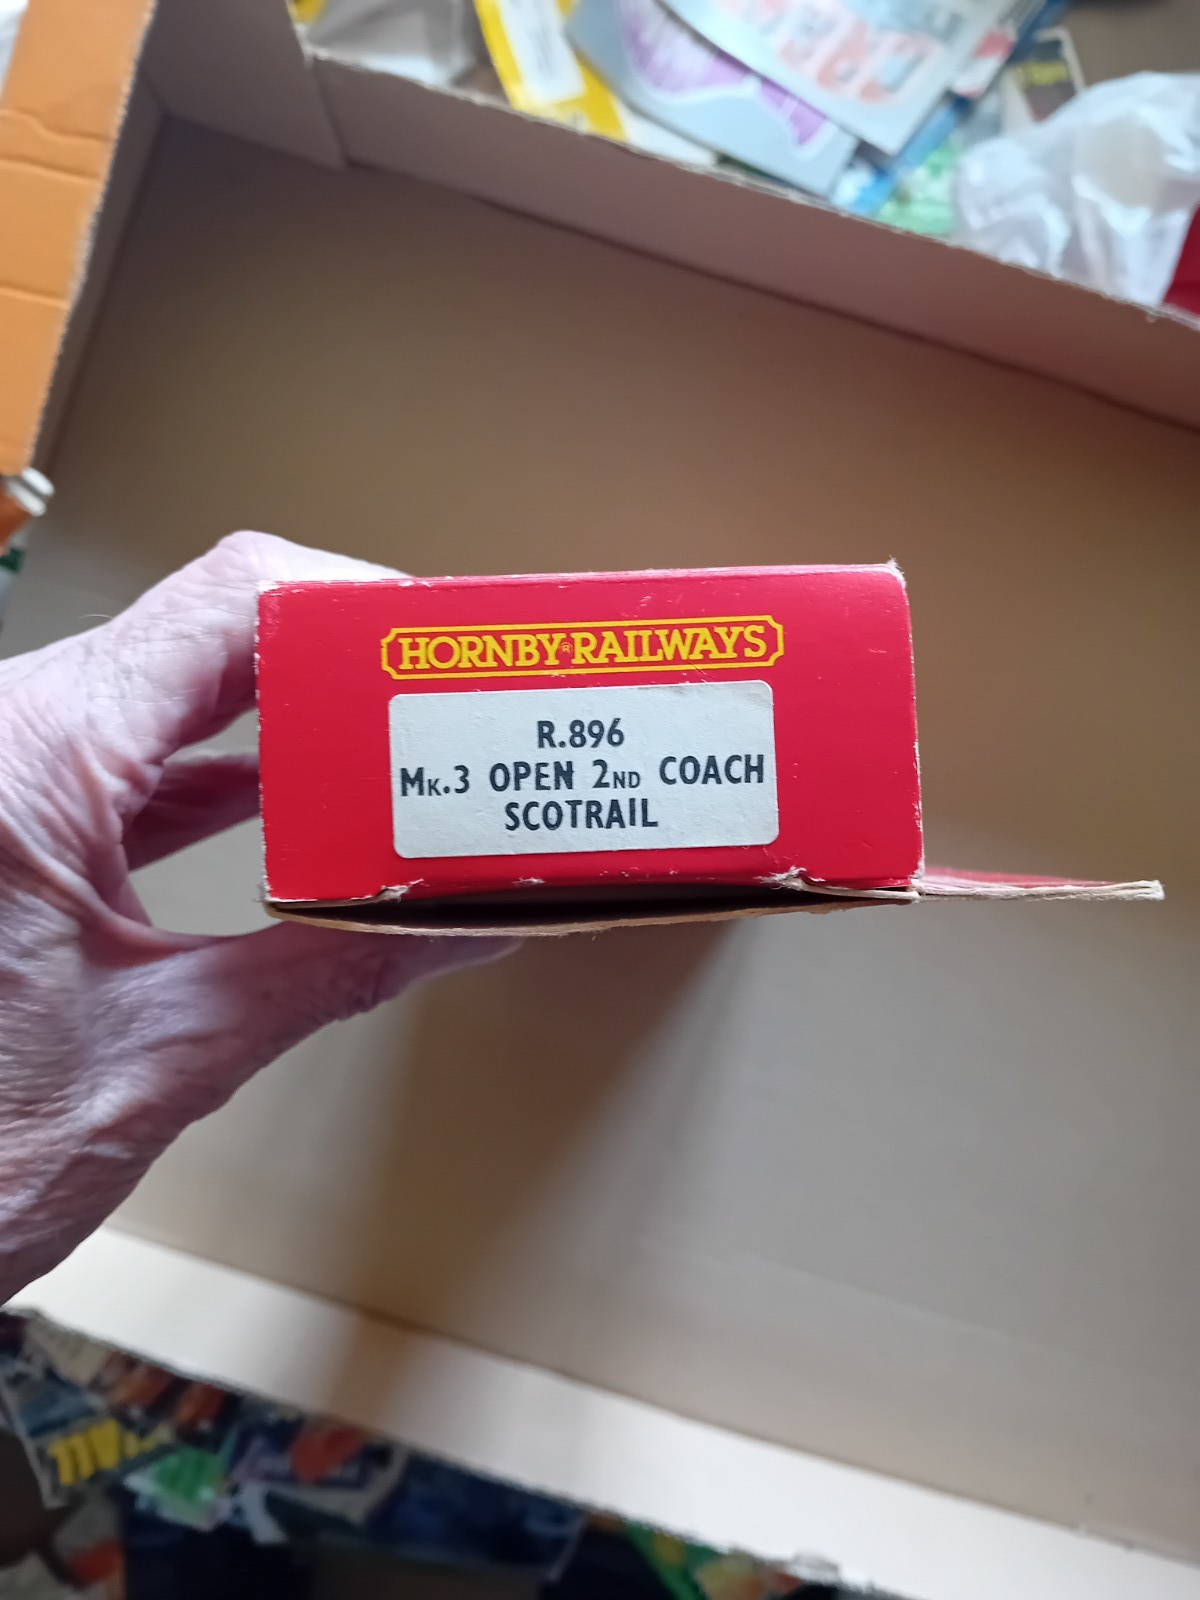 HORNBY® RAILWAYS
R.896
MK.3 OPEN 2ND COACH
SCOTRAIL